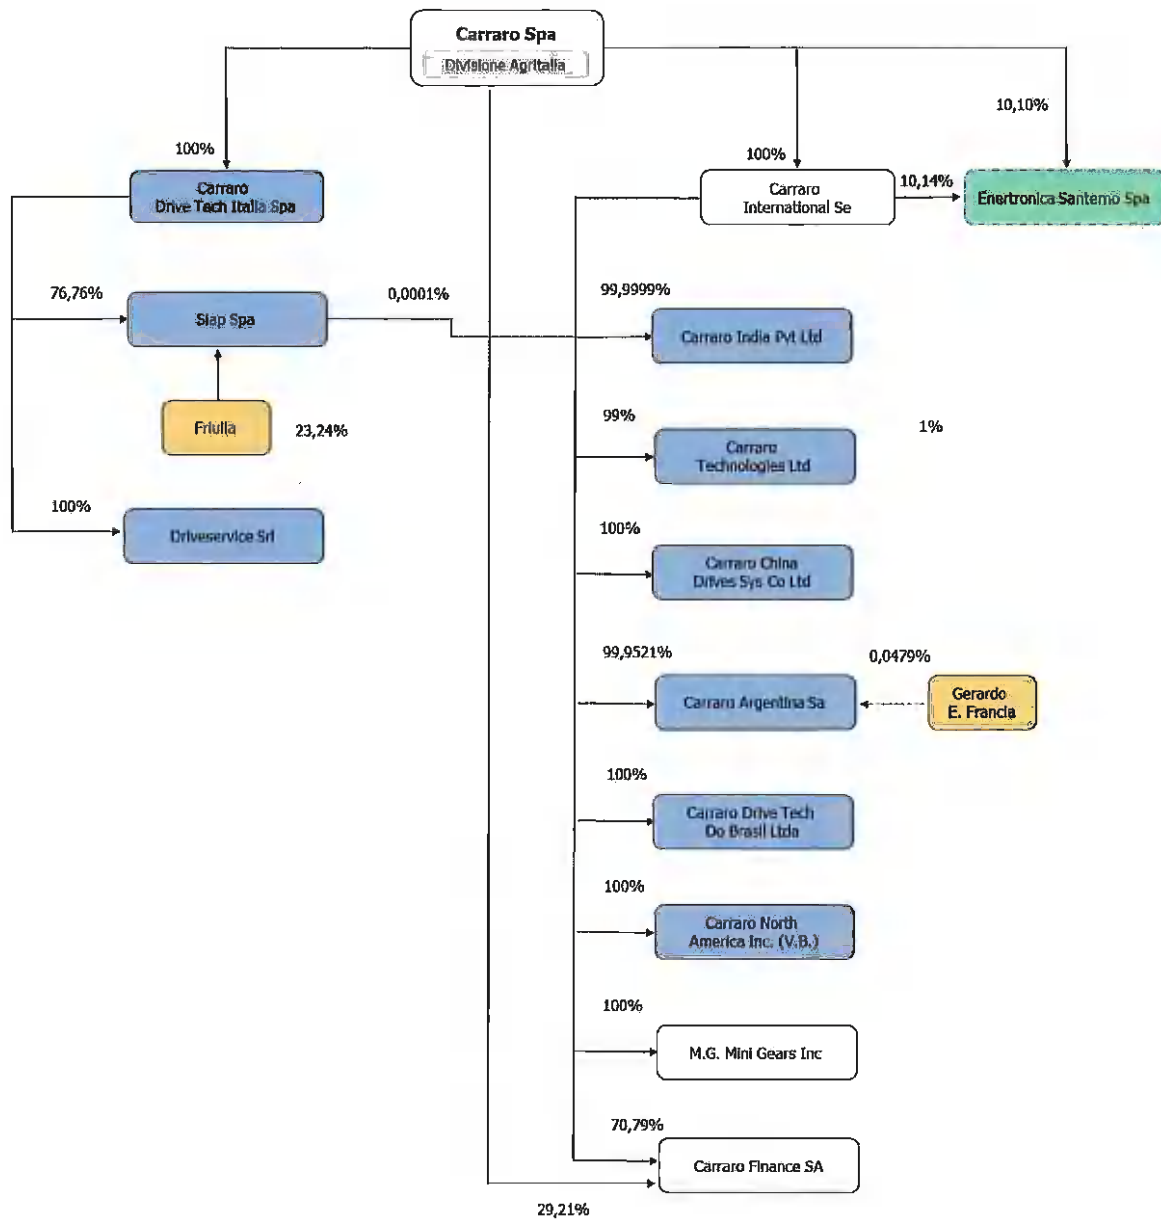 Carraro Spa
Divisione Agritalia
10,10%
100%
100%
Carraro
Drive Tech Italia Spa
Carraro
International Se
10,14%
Enertronica Santerno Spa
76,76%
0,0001%
99,9999%
Siap Spa
Carraro India Pvt Ltd
Friulia
23,24%
99%
1%
Carraro
Technologies Ltd
100%
Driveservice Srl
100%
Carraro China
Drives Sys Co Ltd
99,9521%
0,0479%
Carraro Argentina Sa
Gerardo
E. Francia
100%
Carraro Drive Tech
Do Brasil Ltda
100%
Carraro North
America Inc. (V.B.)
100%
M.G. Mini Gears Inc
70,79%
Carraro Finance SA
29,21%